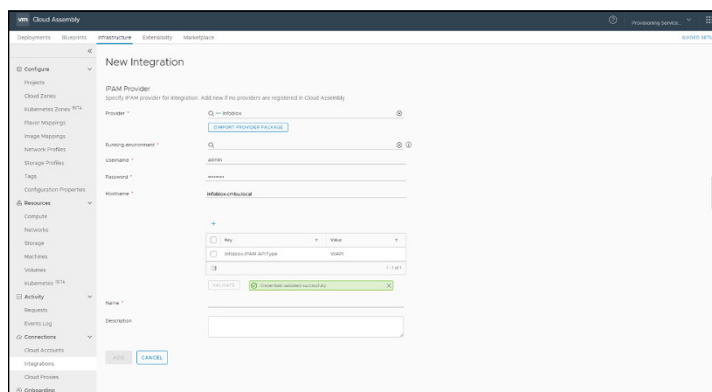 vm Cloud Assembly
Provisioning Service...
Deployments Blueprints Infrastructure Extensibility Marketplace
GUIDED SETUP
Configure
Projects
Cloud Zones
Kubernetes Zones BETA
Flavor Mappings
Image Mappings
Network Profiles
Storage Profiles
Tags
Configuration Properties
Resources
Compute
Networks
Storage
Machines
Volumes
Kubernetes BETA
Activity
Requests
Events Log
Connections
Cloud Accounts
Integrations
Cloud Proxies
Onboarding
New Integration
IPAM Provider
Specify IPAM provider for integration. Add new if no providers are registered in Cloud Assembly
Provider * Infoblox
IMPORT PROVIDER PACKAGE
Running environment *
Username * admin
Password *
Hostname * infoblox.cmbu.local
Key Value
Infoblox.IPAM.APIType WAPI
1 - 1 of 1
VALIDATE Credentials validated successfully
Name *
Description
ADD CANCEL